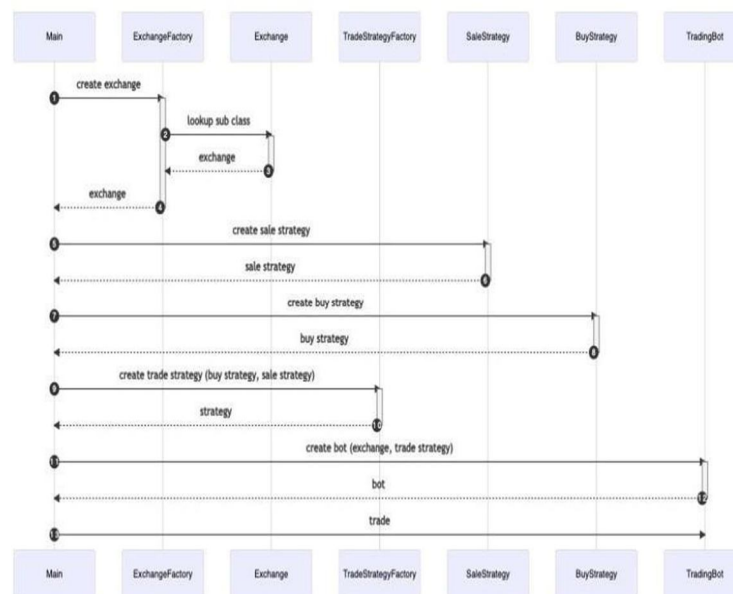 Main ExchangeFactory Exchange TradeStrategyFactory SaleStrategy BuyStrategy TradingBot
create exchange
1
lookup sub class
2
exchange
3
exchange
4
create sale strategy
5
sale strategy
6
create buy strategy
7
buy strategy
8
create trade strategy (buy strategy, sale strategy)
9
strategy
10
create bot (exchange, trade strategy)
11
bot
12
trade
13
Main ExchangeFactory Exchange TradeStrategyFactory SaleStrategy BuyStrategy TradingBot